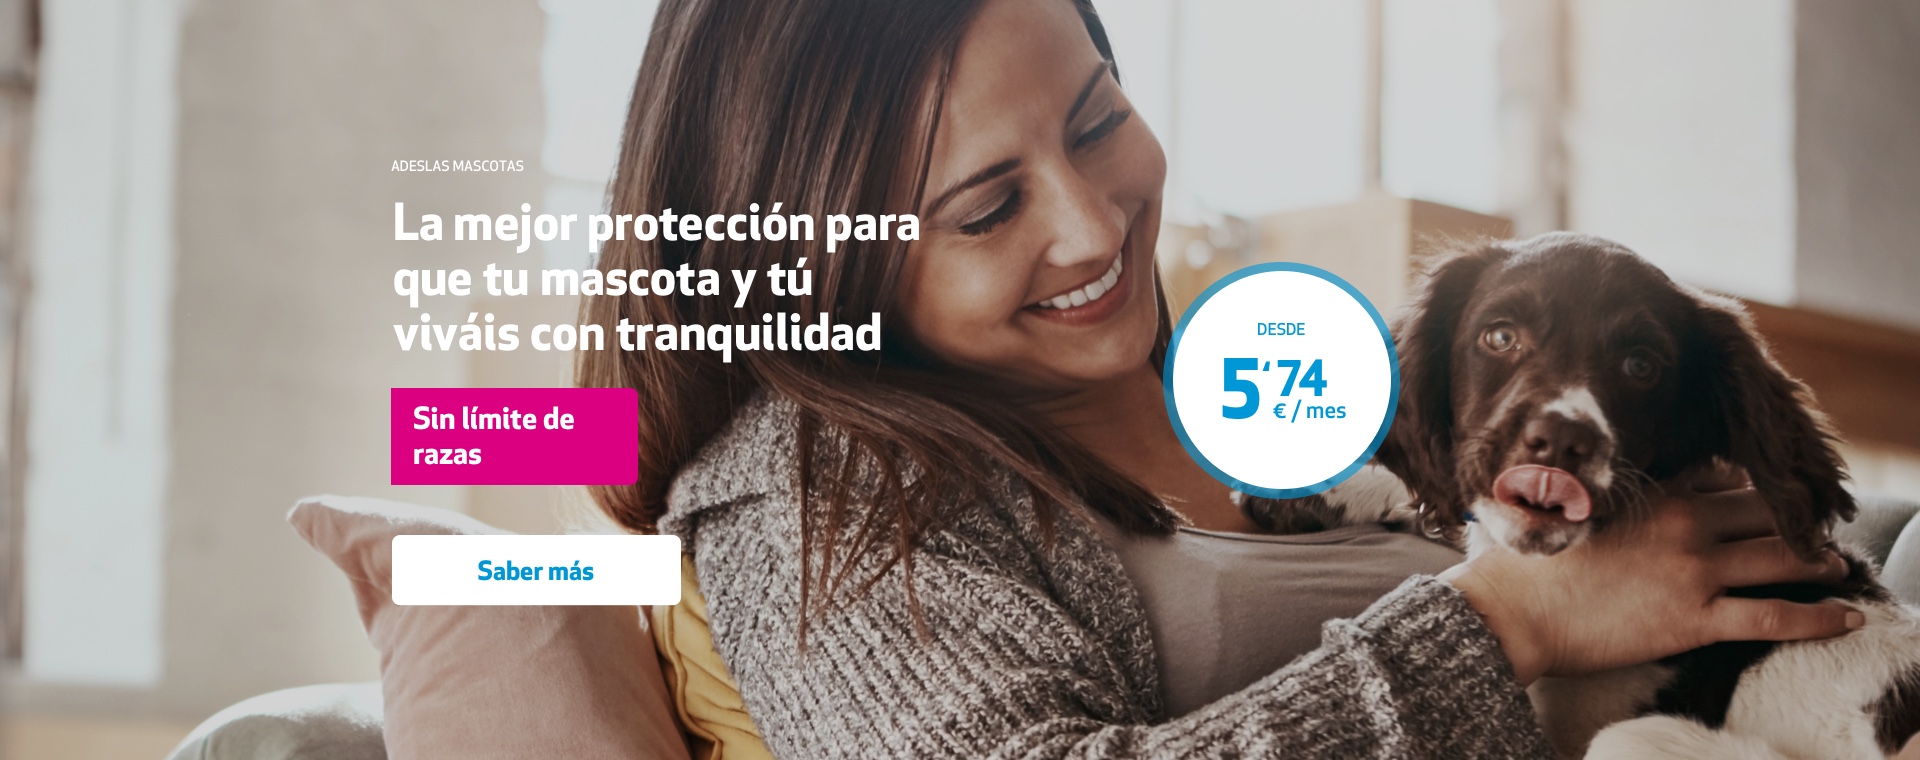 ADESLAS MASCOTAS
La mejor protección para
que tu mascota y tú
viváis con tranquilidad
Sin límite de
razas
Saber más
DESDE
5‘74
€ / mes